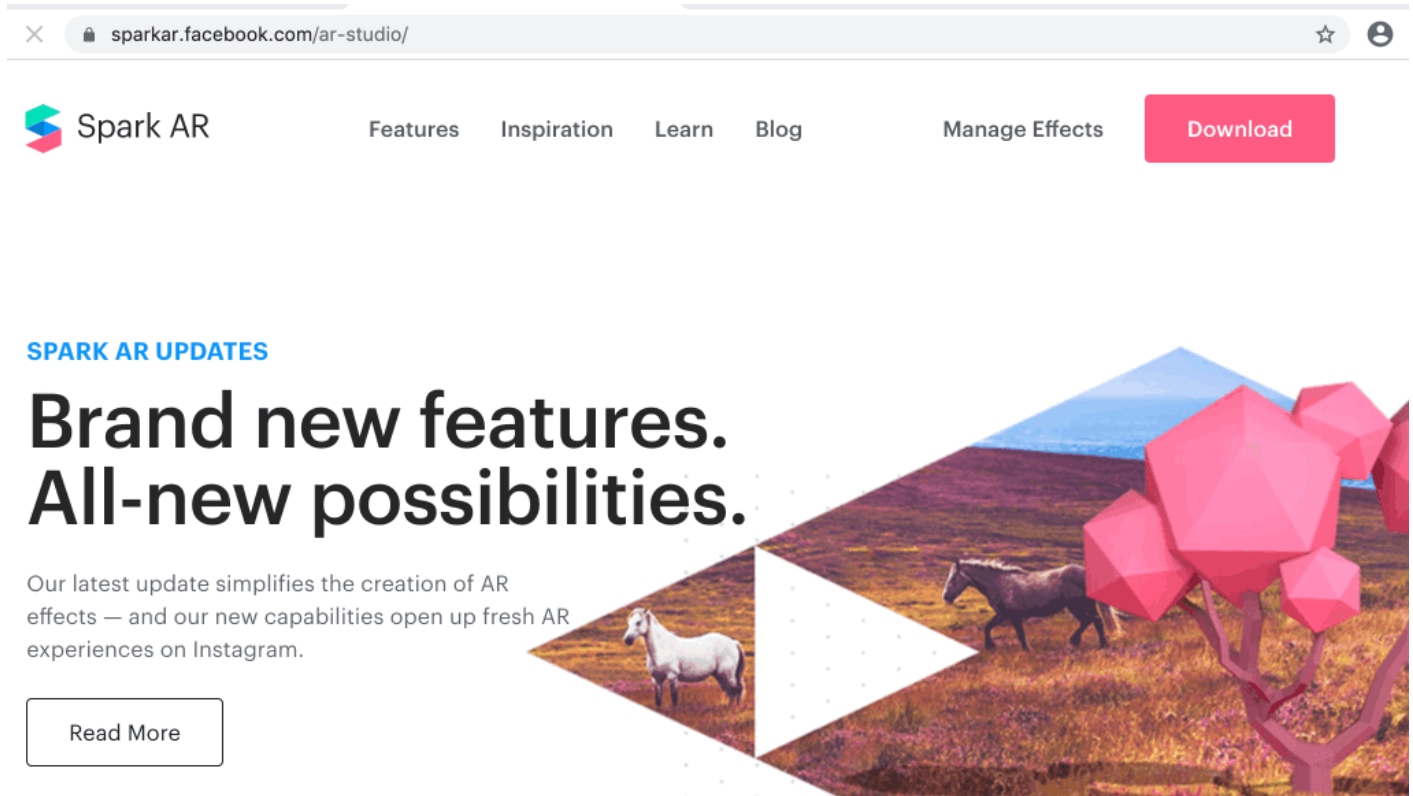 sparkar.facebook.com/ar-studio/
Spark AR
Features
Inspiration
Learn
Blog
Manage Effects
Download
SPARK AR UPDATES
Brand new features.
All-new possibilities.
Our latest update simplifies the creation of AR
effects — and our new capabilities open up fresh AR
experiences on Instagram.
Read More